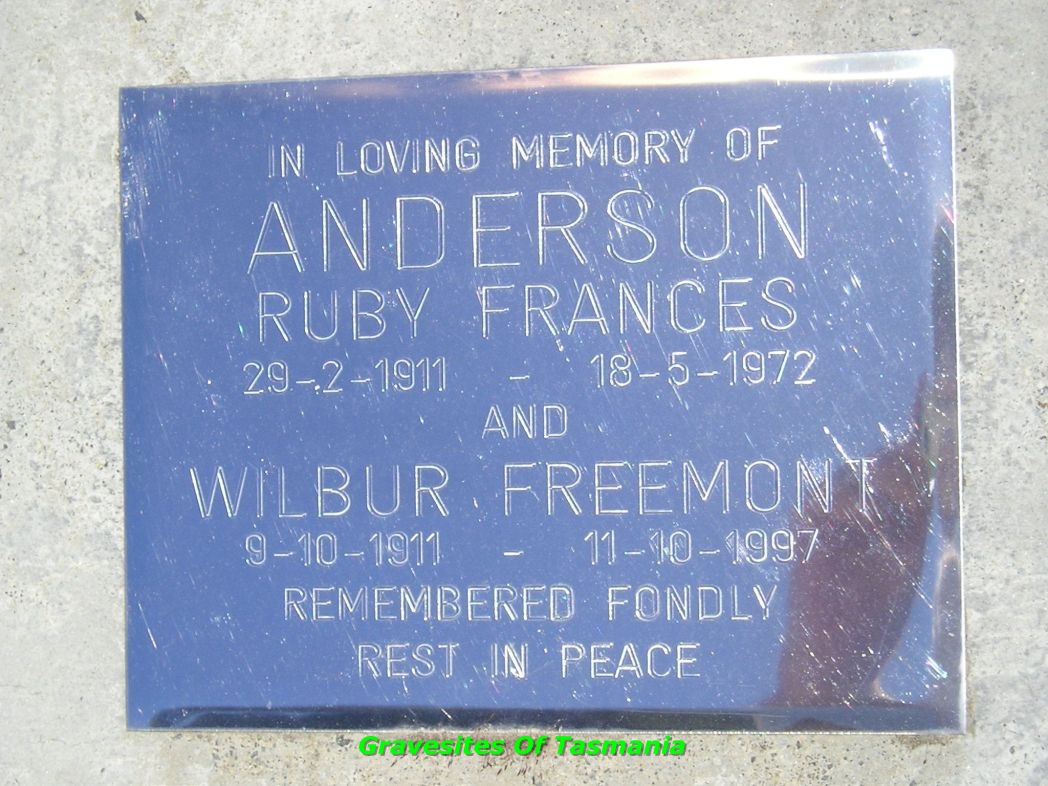 IN LOVING MEMORY OF
ANDERSON
RUBY FRANCES
29-2-1911 - 18-5-1972
AND
WILBUR FREEMONT
9-10-1911 - 11-10-1997
REMEMBERED FONDLY
REST IN PEACE
Gravesites Of Tasmania